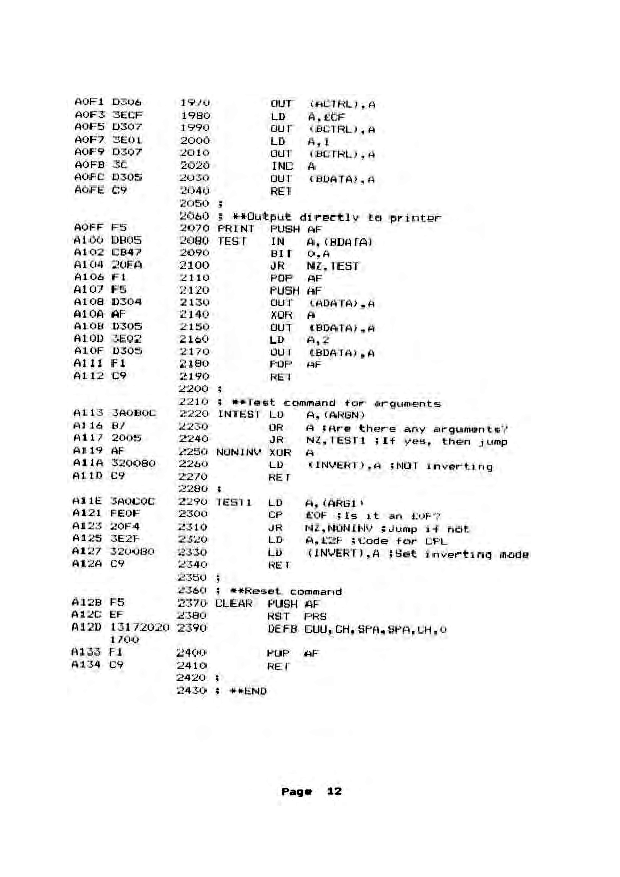 A0F1 D306 1970 OUT (ACTRL),A
A0F3 3ECF 1980 LD A,£CF
A0F5 D307 1990 OUT (BCTRL),A
A0F7 3E01 2000 LD A,1
A0F9 D307 2010 OUT (BCTRL),A
A0FB 3C 2020 INC A
A0FC D305 2030 OUT (BDATA),A
A0FE C9 2040 RET
2050 ;
2060 ; **Output directly to printer
A0FF F5 2070 PRINT PUSH AF
A100 DB05 2080 TEST IN A,(BDATA)
A102 CB47 2090 BIT 0,A
A104 20FA 2100 JR NZ,TEST
A106 F1 2110 POP AF
A107 F5 2120 PUSH AF
A108 D304 2130 OUT (ADATA),A
A10A AF 2140 XOR A
A10B D305 2150 OUT (BDATA),A
A10D 3E02 2160 LD A,2
A10F D305 2170 OUT (BDATA),A
A111 F1 2180 POP AF
A112 C9 2190 RET
2200 ;
2210 ; **Test command for arguments
A113 3A0B0C 2220 INTEST LD A,(ARGN)
A116 B7 2230 OR A ;Are there any arguments?
A117 2005 2240 JR NZ,TEST1 ;If yes, then jump
A119 AF 2250 NONINV XOR A
A11A 320080 2260 LD (INVERT),A ;NOT inverting
A11D C9 2270 RET
2280 ;
A11E 3A0C0C 2290 TEST1 LD A,(ARG1)
A121 FE0F 2300 CP £0F ;Is it an £0F?
A123 20F4 2310 JR NZ,NONINV ;Jump if not
A125 3E2F 2320 LD A,£2F ;Code for CPL
A127 320080 2330 LD (INVERT),A ;Set inverting mode
A12A C9 2340 RET
2350 ;
2360 ; **Reset command
A12B F5 2370 CLEAR PUSH AF
A12C EF 2380 RST PRS
A12D 13172020 2390 DEFB CUU,CH,SPA,SPA,CH,0
1700
A133 F1 2400 POP AF
A134 C9 2410 RET
2420 ;
2430 ; **END
Page 12